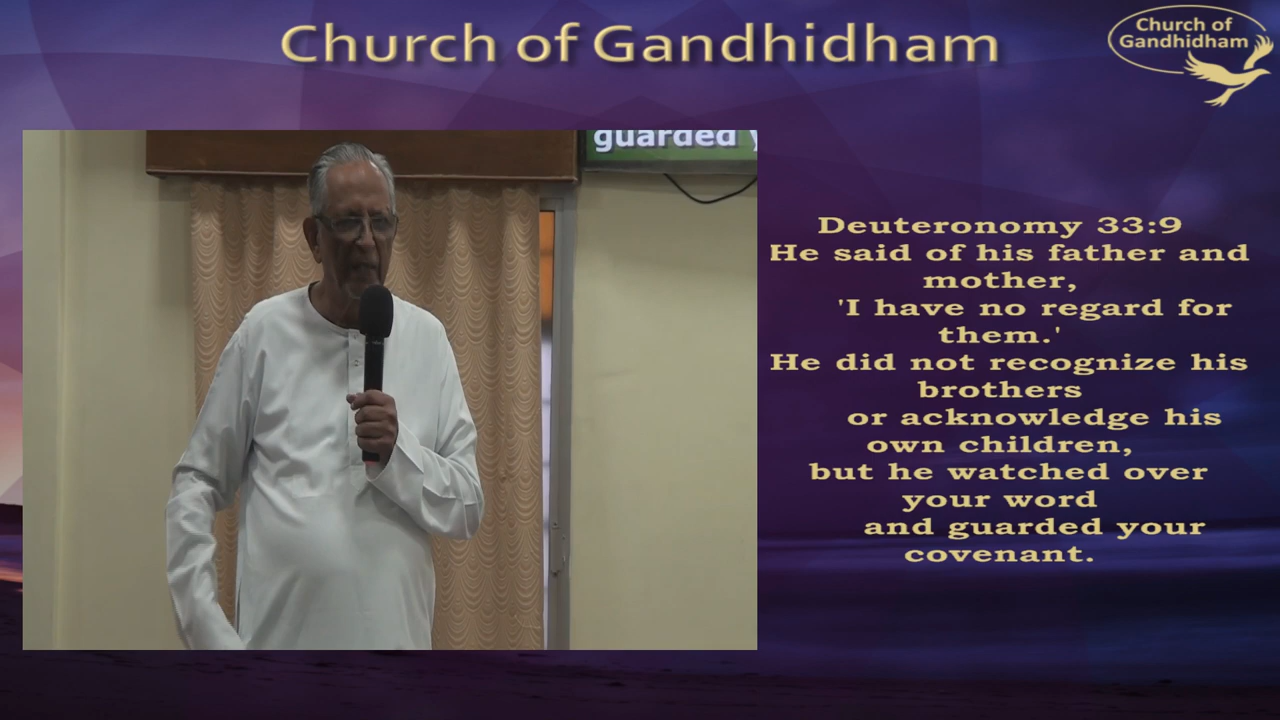 Church of Gandhidham
Church of
Gandhidham
guarded
Deuteronomy 33:9
He said of his father and
mother,
'I have no regard for
them.'
He did not recognize his
brothers
or acknowledge his
own children,
but he watched over
your word
and guarded your
covenant.